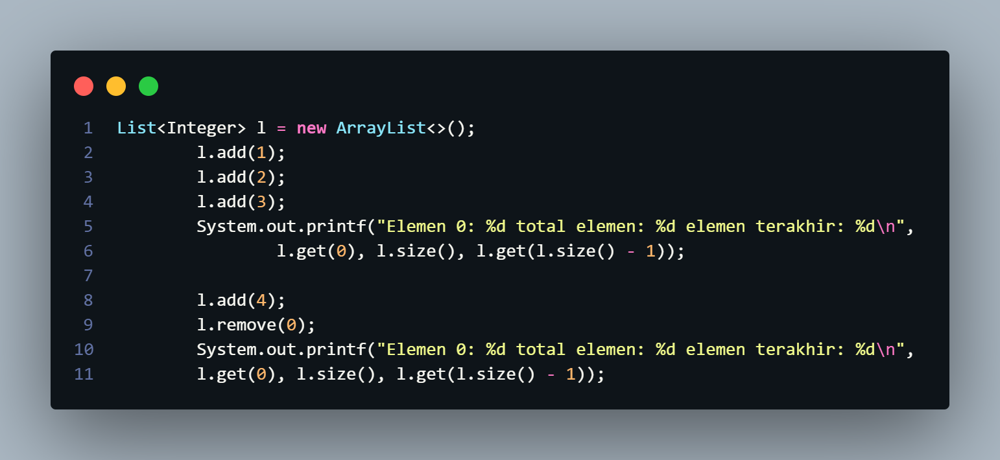 1 List<Integer> l = new ArrayList<>();
2 l.add(1);
3 l.add(2);
4 l.add(3);
5 System.out.printf("Elemen 0: %d total elemen: %d elemen terakhir: %d\n",
6 l.get(0), l.size(), l.get(l.size() - 1));
7
8 l.add(4);
9 l.remove(0);
10 System.out.printf("Elemen 0: %d total elemen: %d elemen terakhir: %d\n",
11 l.get(0), l.size(), l.get(l.size() - 1));